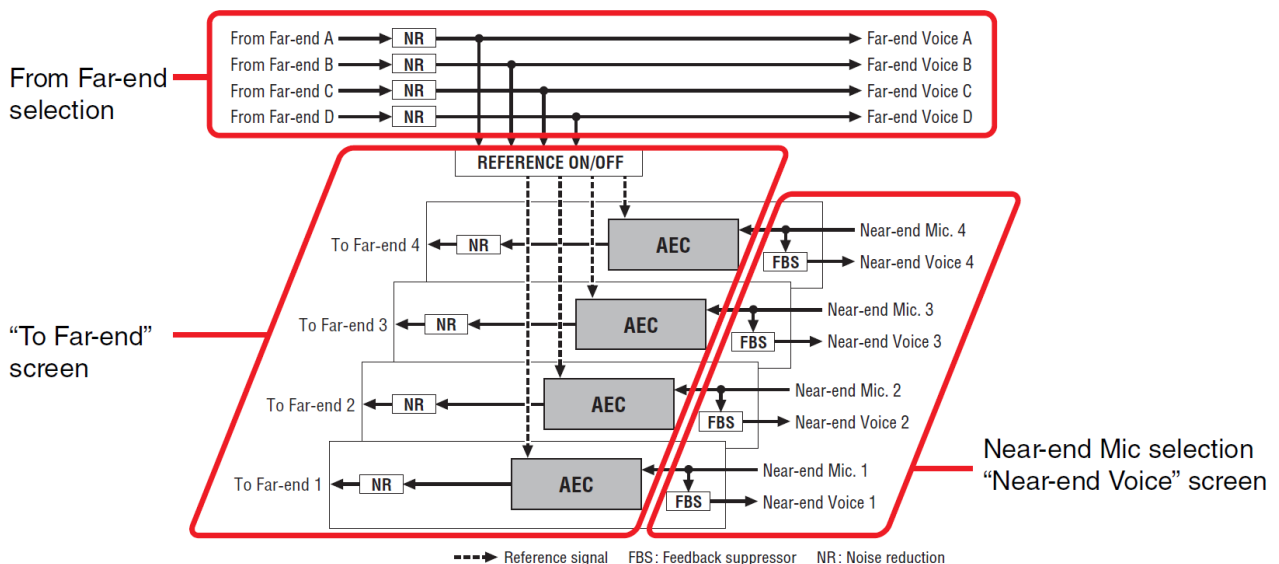 From Far-end A NR Far-end Voice A
From Far-end B NR Far-end Voice B
From Far-end C NR Far-end Voice C
From Far-end D NR Far-end Voice D
From Far-end
selection
REFERENCE ON/OFF
To Far-end 4 NR AEC Near-end Mic. 4
FBS Near-end Voice 4
To Far-end 3 NR AEC Near-end Mic. 3
FBS Near-end Voice 3
“To Far-end”
screen
To Far-end 2 NR AEC Near-end Mic. 2
FBS Near-end Voice 2
To Far-end 1 NR AEC Near-end Mic. 1
FBS Near-end Voice 1
Near-end Mic selection
“Near-end Voice” screen
Reference signal FBS: Feedback suppressor NR: Noise reduction